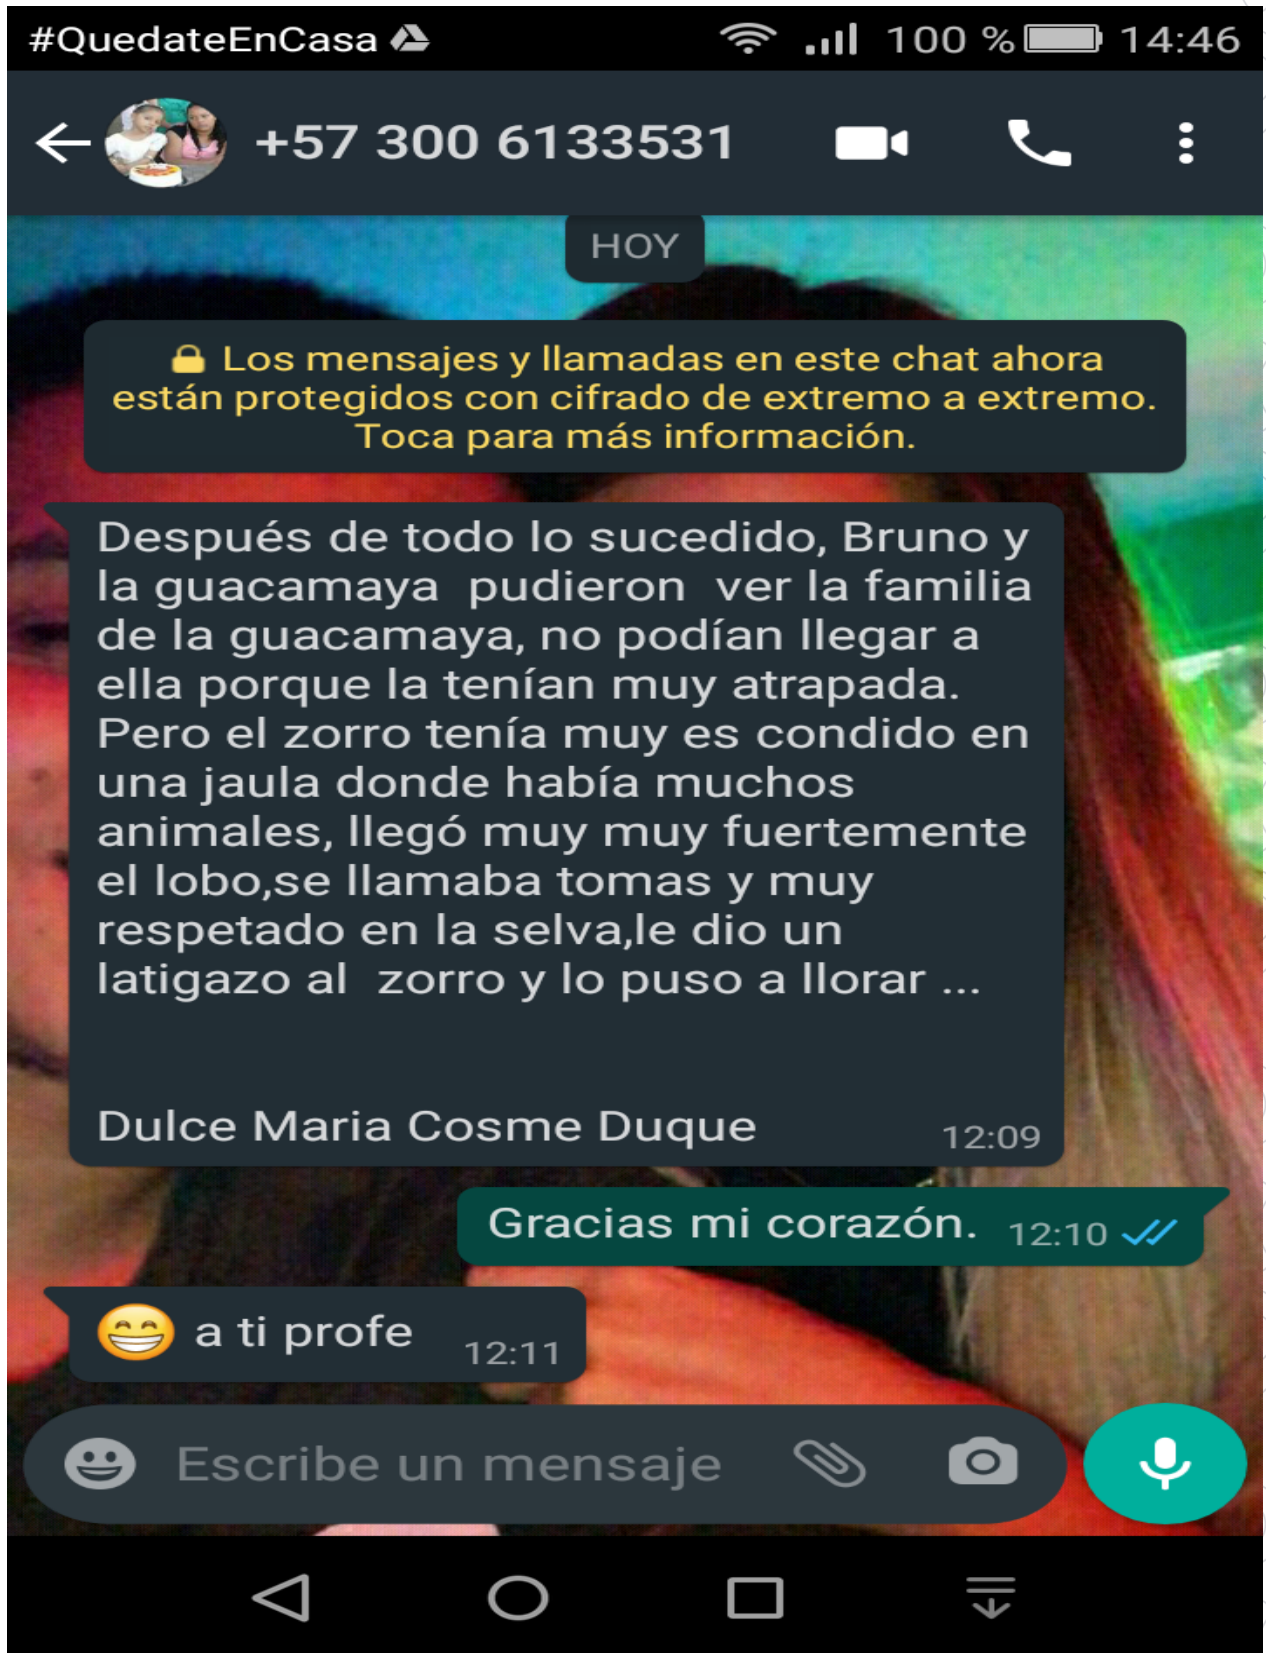 #QuedateEnCasa 100 % 14:46
+57 300 6133531
HOY
Los mensajes y llamadas en este chat ahora
están protegidos con cifrado de extremo a extremo.
Toca para más información.
Después de todo lo sucedido, Bruno y
la guacamaya  pudieron  ver la familia
de la guacamaya, no podían llegar a
ella porque la tenían muy atrapada.
Pero el zorro tenía muy es condido en
una jaula donde había muchos
animales, llegó muy muy fuertemente
el lobo,se llamaba tomas y muy
respetado en la selva,le dio un
latigazo al  zorro y lo puso a llorar ...
Dulce Maria Cosme Duque 12:09
Gracias mi corazón. 12:10
😁 a ti profe 12:11
Escribe un mensaje